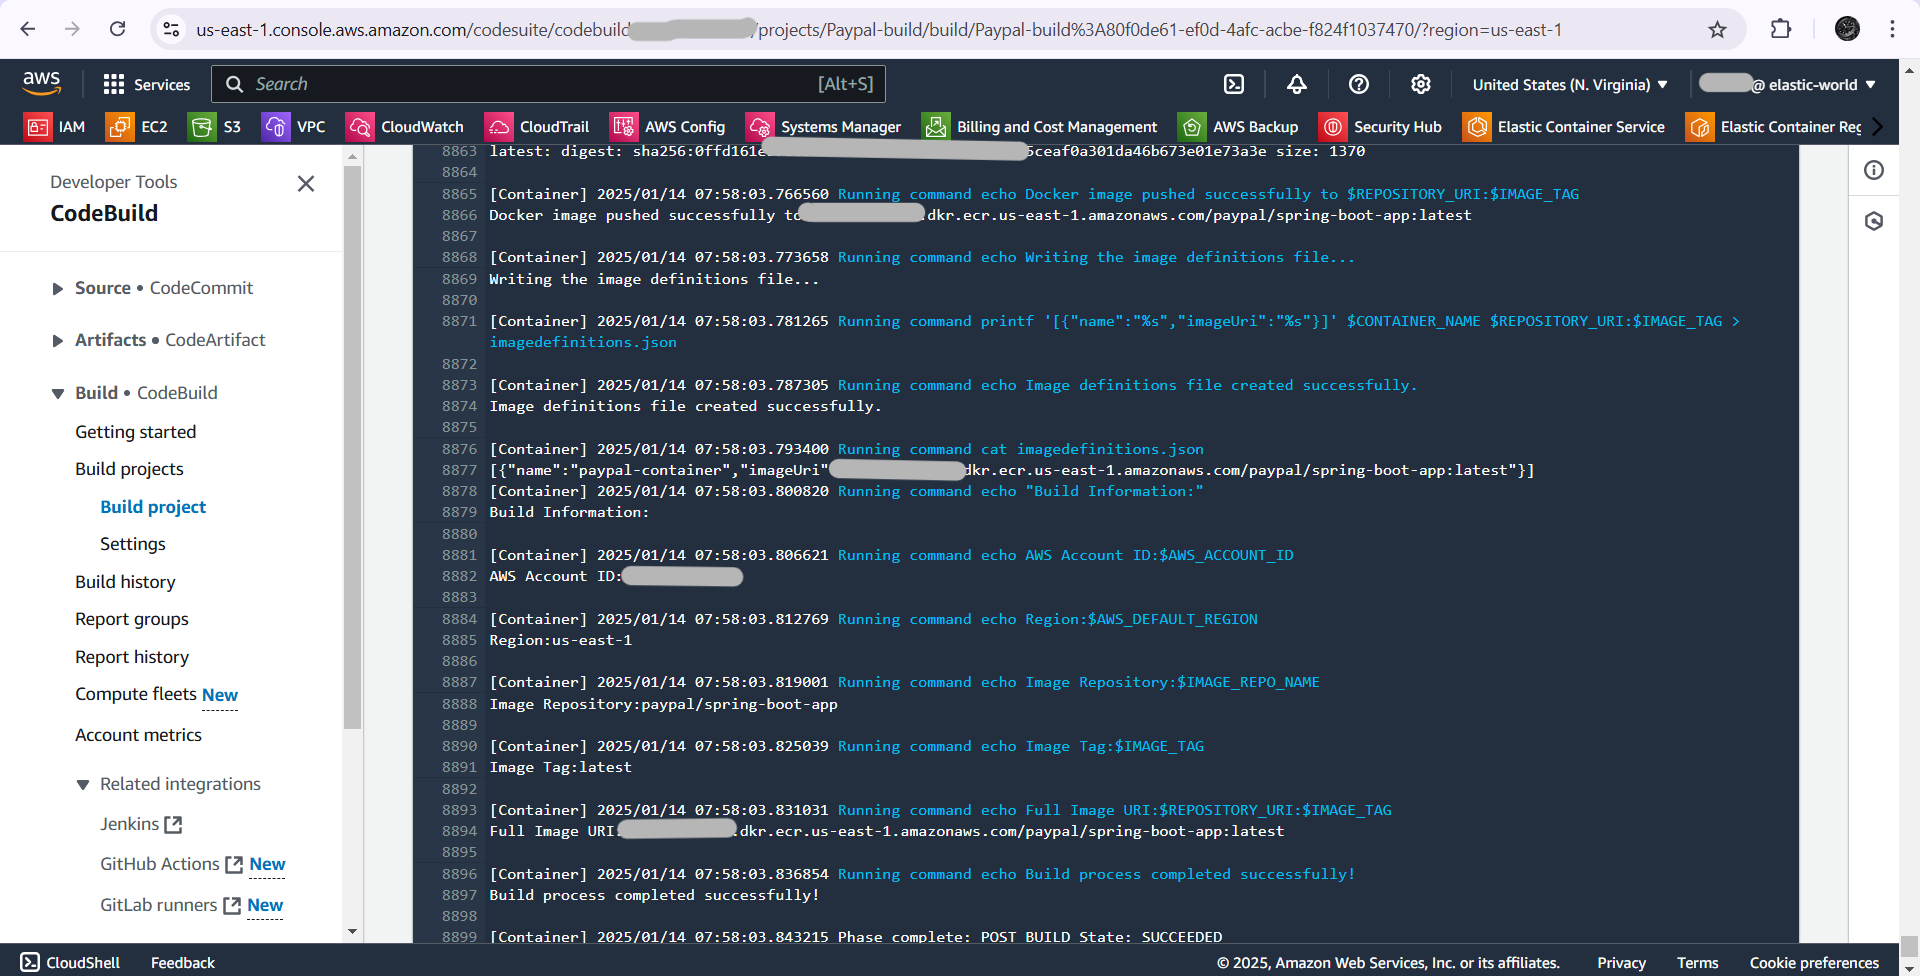 us-east-1.console.aws.amazon.com/codesuite/codebuild /projects/Paypal-build/build/Paypal-build%3A80f0de61-ef0d-4afc-acbe-f824f1037470/?region=us-east-1
aws Services Search [Alt+S] United States (N. Virginia) @ elastic-world
IAM EC2 S3 VPC CloudWatch CloudTrail AWS Config Systems Manager Billing and Cost Management AWS Backup Security Hub Elastic Container Service Elastic Container Reg
Developer Tools
CodeBuild
Source • CodeCommit
Artifacts • CodeArtifact
Build • CodeBuild
Getting started
Build projects
Build project
Settings
Build history
Report groups
Report history
Compute fleets New
Account metrics
Related integrations
Jenkins
GitHub Actions New
GitLab runners New
8863 latest: digest: sha256:0ffd161e 5ceaf0a301da46b673e01e73a3e size: 1370
8864
8865 [Container] 2025/01/14 07:58:03.766560 Running command echo Docker image pushed successfully to $REPOSITORY_URI:$IMAGE_TAG
8866 Docker image pushed successfully to .dkr.ecr.us-east-1.amazonaws.com/paypal/spring-boot-app:latest
8867
8868 [Container] 2025/01/14 07:58:03.773658 Running command echo Writing the image definitions file...
8869 Writing the image definitions file...
8870
8871 [Container] 2025/01/14 07:58:03.781265 Running command printf '[{"name":"%s","imageUri":"%s"}]' $CONTAINER_NAME $REPOSITORY_URI:$IMAGE_TAG >
imagedefinitions.json
8872
8873 [Container] 2025/01/14 07:58:03.787305 Running command echo Image definitions file created successfully.
8874 Image definitions file created successfully.
8875
8876 [Container] 2025/01/14 07:58:03.793400 Running command cat imagedefinitions.json
8877 [{"name":"paypal-container","imageUri" dkr.ecr.us-east-1.amazonaws.com/paypal/spring-boot-app:latest"}]
8878 [Container] 2025/01/14 07:58:03.800820 Running command echo "Build Information:"
8879 Build Information:
8880
8881 [Container] 2025/01/14 07:58:03.806621 Running command echo AWS Account ID:$AWS_ACCOUNT_ID
8882 AWS Account ID:
8883
8884 [Container] 2025/01/14 07:58:03.812769 Running command echo Region:$AWS_DEFAULT_REGION
8885 Region:us-east-1
8886
8887 [Container] 2025/01/14 07:58:03.819001 Running command echo Image Repository:$IMAGE_REPO_NAME
8888 Image Repository:paypal/spring-boot-app
8889
8890 [Container] 2025/01/14 07:58:03.825039 Running command echo Image Tag:$IMAGE_TAG
8891 Image Tag:latest
8892
8893 [Container] 2025/01/14 07:58:03.831031 Running command echo Full Image URI:$REPOSITORY_URI:$IMAGE_TAG
8894 Full Image URI: .dkr.ecr.us-east-1.amazonaws.com/paypal/spring-boot-app:latest
8895
8896 [Container] 2025/01/14 07:58:03.836854 Running command echo Build process completed successfully!
8897 Build process completed successfully!
8898
8899 [Container] 2025/01/14 07:58:03.843215 Phase complete: POST_BUILD State: SUCCEEDED
CloudShell Feedback © 2025, Amazon Web Services, Inc. or its affiliates. Privacy Terms Cookie preferences